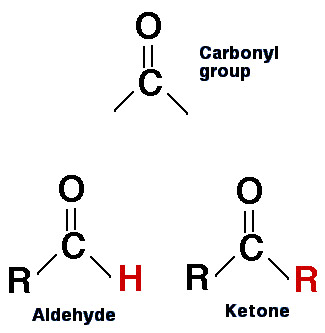 O
Carbonyl
group
C
O O
C C
R H R R
Aldehyde Ketone